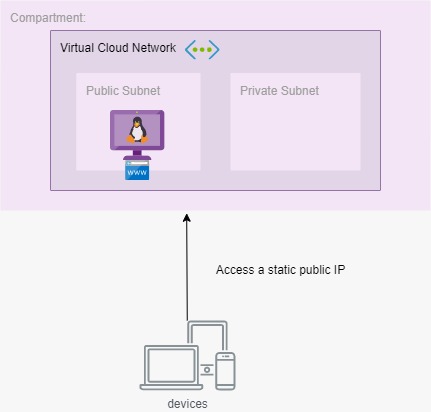 Compartment:
Virtual Cloud Network
Public Subnet
Private Subnet
www
Access a static public IP
devices